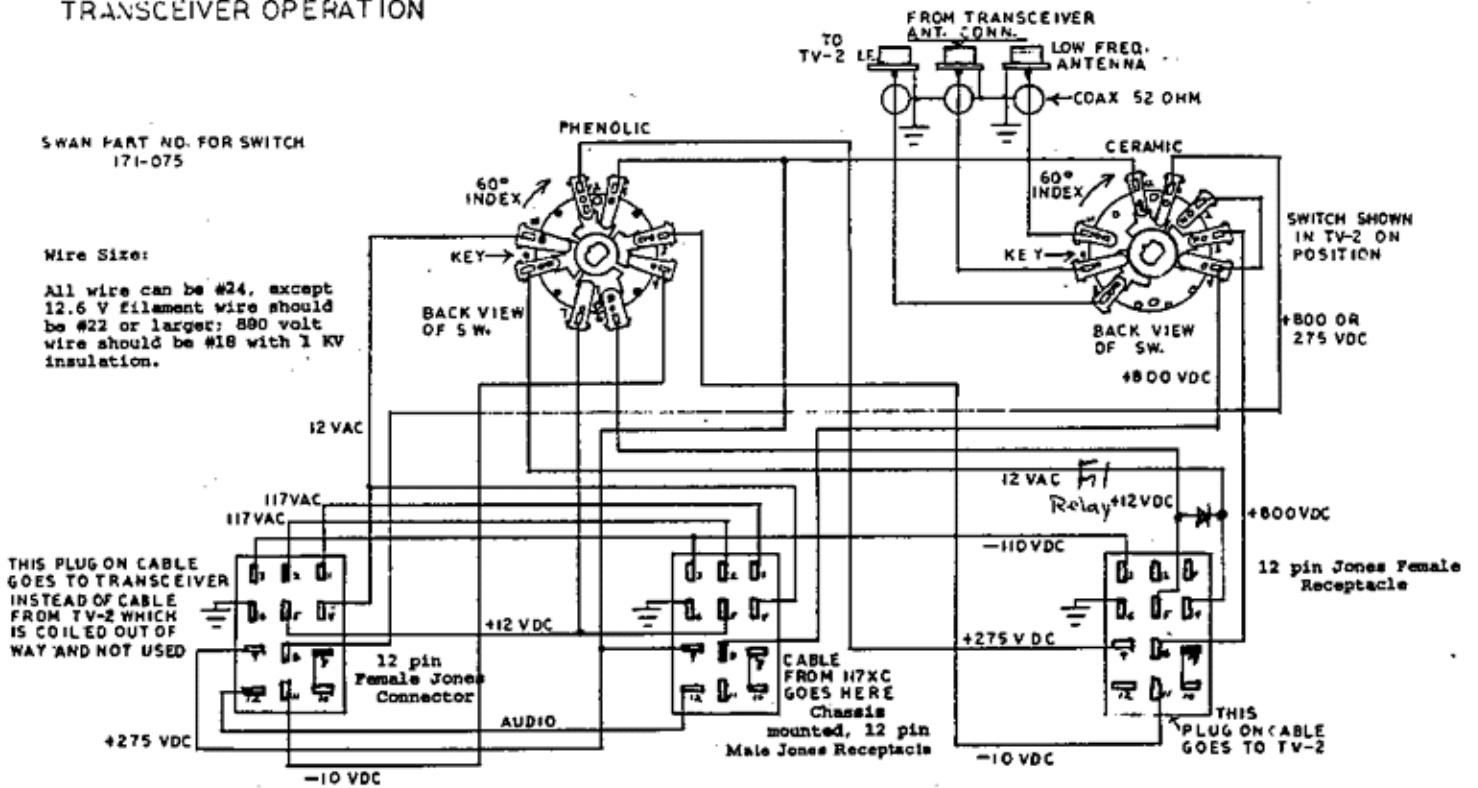 TRANSCEIVER OPERATION
FROM TRANSCEIVER
ANT. CONN.
TO
TV-2 LF.
LOW FREQ.
ANTENNA
COAX 52 OHM
SWAN PART NO. FOR SWITCH
171-075
PHENOLIC
CERAMIC
60°
INDEX
60°
INDEX
KEY
KEY
SWITCH SHOWN
IN TV-2 ON
POSITION
Wire Size:
All wire can be #24, except
12.6 V filament wire should
be #22 or larger; 890 volt
wire should be #18 with 1 KV
insulation.
BACK VIEW
OF SW.
BACK VIEW
OF SW.
+800 OR
275 VDC
+800 VDC
12 VAC
12 VAC
Relay
+12VDC
+800VDC
117VAC
117VAC
-110 VDC
THIS PLUG ON CABLE
GOES TO TRANSCEIVER
INSTEAD OF CABLE
FROM TV-2 WHICH
IS COILED OUT OF
WAY AND NOT USED
12 pin Jones Female
Receptacle
+12 VDC
+275 VDC
12 pin
Female Jones
Connector
CABLE
FROM 117XC
GOES HERE
Chassis
mounted, 12 pin
Male Jones Receptacle
AUDIO
+275 VDC
-10 VDC
-10 VDC
THIS
PLUG ON CABLE
GOES TO TV-2